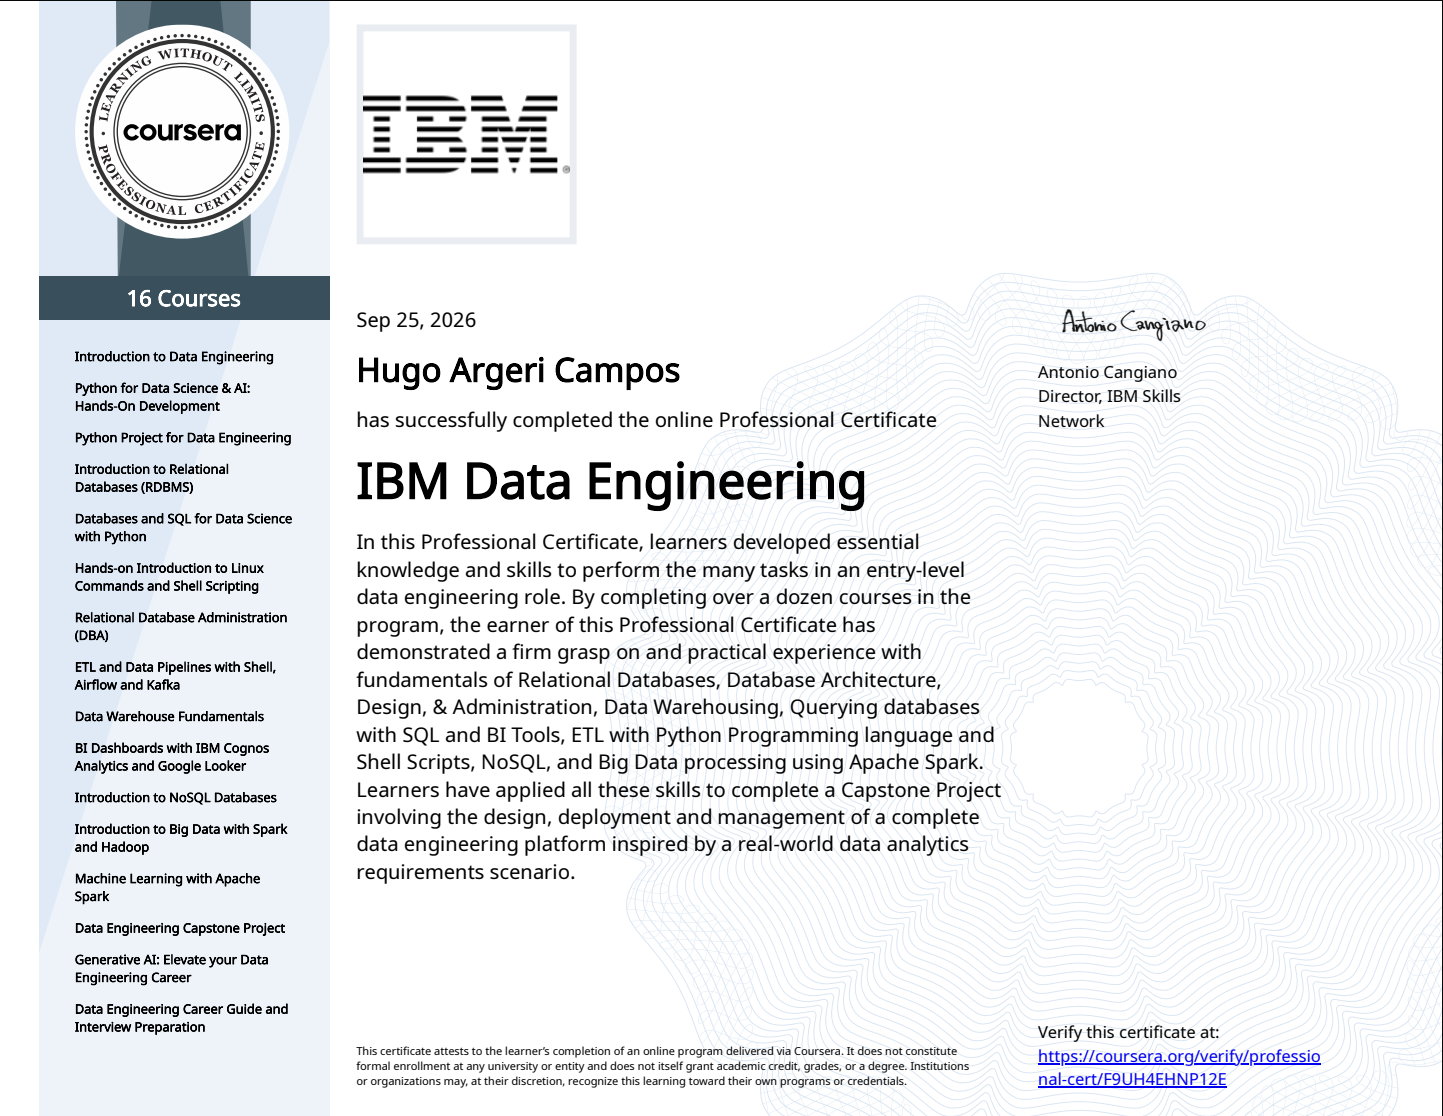 LEARNING WITHOUT LIMITS
coursera
PROFESSIONAL CERTIFICATE
IBM
16 Courses
Introduction to Data Engineering
Python for Data Science & AI:
Hands-On Development
Python Project for Data Engineering
Introduction to Relational
Databases (RDBMS)
Databases and SQL for Data Science
with Python
Hands-on Introduction to Linux
Commands and Shell Scripting
Relational Database Administration
(DBA)
ETL and Data Pipelines with Shell,
Airflow and Kafka
Data Warehouse Fundamentals
BI Dashboards with IBM Cognos
Analytics and Google Looker
Introduction to NoSQL Databases
Introduction to Big Data with Spark
and Hadoop
Machine Learning with Apache
Spark
Data Engineering Capstone Project
Generative AI: Elevate your Data
Engineering Career
Data Engineering Career Guide and
Interview Preparation
Sep 25, 2026
Hugo Argeri Campos
has successfully completed the online Professional Certificate
IBM Data Engineering
In this Professional Certificate, learners developed essential
knowledge and skills to perform the many tasks in an entry-level
data engineering role. By completing over a dozen courses in the
program, the earner of this Professional Certificate has
demonstrated a firm grasp on and practical experience with
fundamentals of Relational Databases, Database Architecture,
Design, & Administration, Data Warehousing, Querying databases
with SQL and BI Tools, ETL with Python Programming language and
Shell Scripts, NoSQL, and Big Data processing using Apache Spark.
Learners have applied all these skills to complete a Capstone Project
involving the design, deployment and management of a complete
data engineering platform inspired by a real-world data analytics
requirements scenario.
This certificate attests to the learner’s completion of an online program delivered via Coursera. It does not constitute
formal enrollment at any university or entity and does not itself grant academic credit, grades, or a degree. Institutions
or organizations may, at their discretion, recognize this learning toward their own programs or credentials.
Antonio Cangiano
Antonio Cangiano
Director, IBM Skills
Network
Verify this certificate at:
https://coursera.org/verify/professio
nal-cert/F9UH4EHNP12E